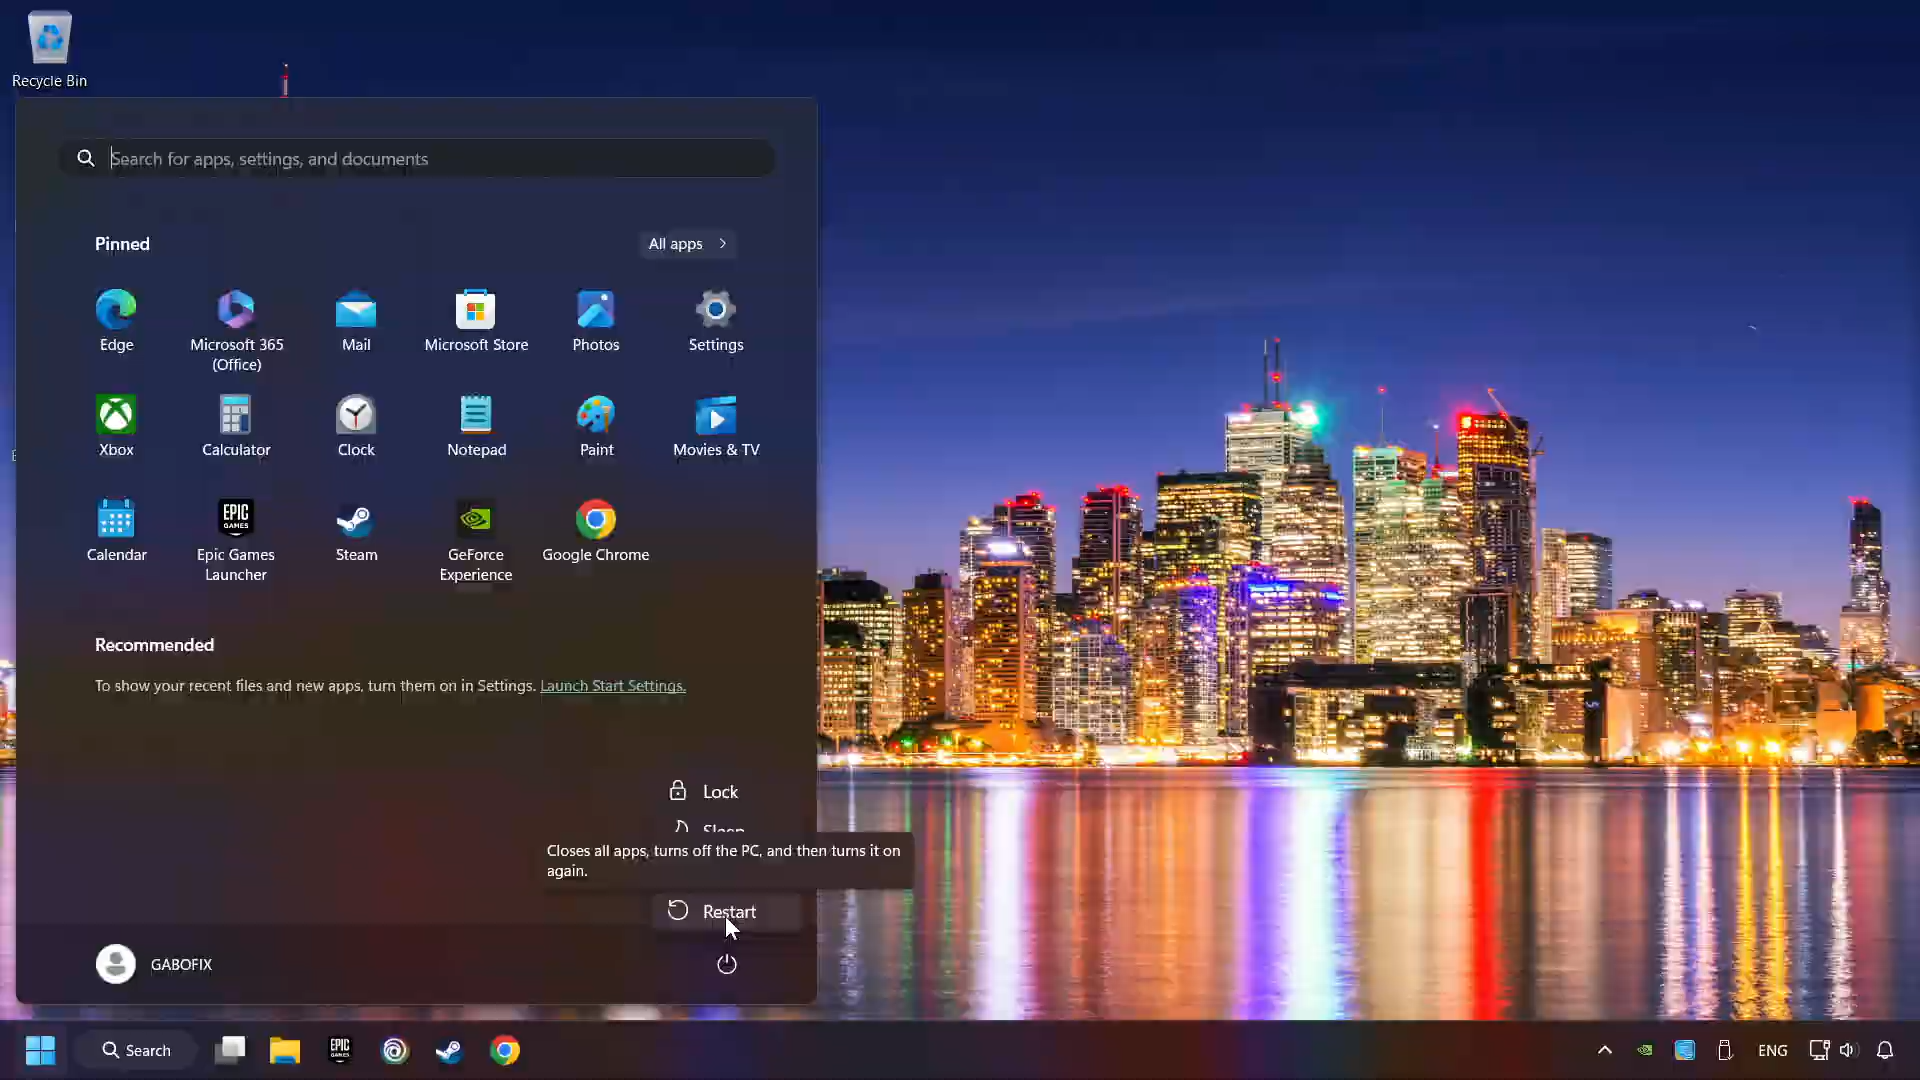 Recycle Bin
Search for apps, settings, and documents
Pinned
All apps
Edge
Microsoft 365
(Office)
Mail
Microsoft Store
Photos
Settings
Xbox
Calculator
Clock
Notepad
Paint
Movies & TV
Calendar
EPIC
GAMES
Epic Games
Launcher
Steam
GeForce
Experience
Google Chrome
Recommended
To show your recent files and new apps, turn them on in Settings. Launch Start Settings.
Lock
Sleep
Closes all apps, turns off the PC, and then turns it on
again.
Restart
GABOFIX
Search
EPIC
GAMES
ENG